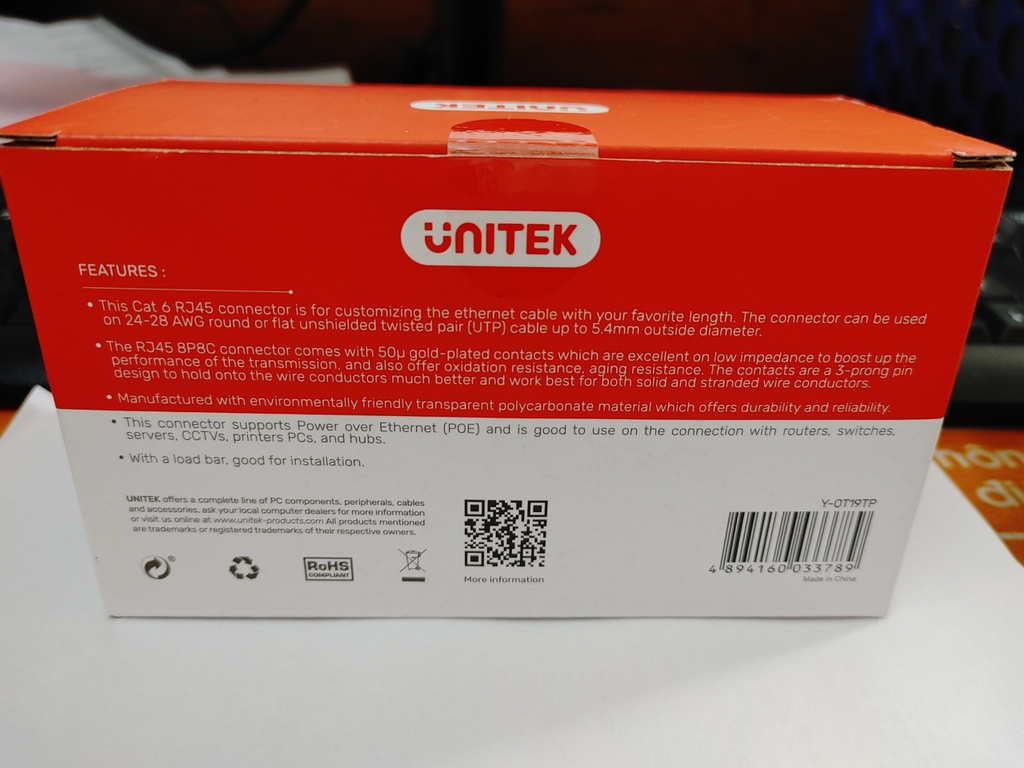 UNITEK
UNITEK
FEATURES :
• This Cat 6 RJ45 connector is for customizing the ethernet cable with your favorite length. The connector can be used
on 24-28 AWG round or flat unshielded twisted pair (UTP) cable up to 5.4mm outside diameter.
• The RJ45 8P8C connector comes with 50µ gold-plated contacts which are excellent on low impedance to boost up the
performance of the transmission, and also offer oxidation resistance, aging resistance. The contacts are a 3-prong pin
design to hold onto the wire conductors much better and work best for both solid and stranded wire conductors.
• Manufactured with environmentally friendly transparent polycarbonate material which offers durability and reliability.
• This connector supports Power over Ethernet (POE) and is good to use on the connection with routers, switches,
servers, CCTVs, printers PCs, and hubs.
• With a load bar, good for installation.
UNITEK offers a complete line of PC components, peripherals, cables
and accessories, ask your local computer dealers for more information
or visit us online at www.unitek-products.com All products mentioned
are trademarks or registered trademarks of their respective owners.
®
RoHS
COMPLIANT
More information
Y-OT19TP
4 894160 033789
Made in China